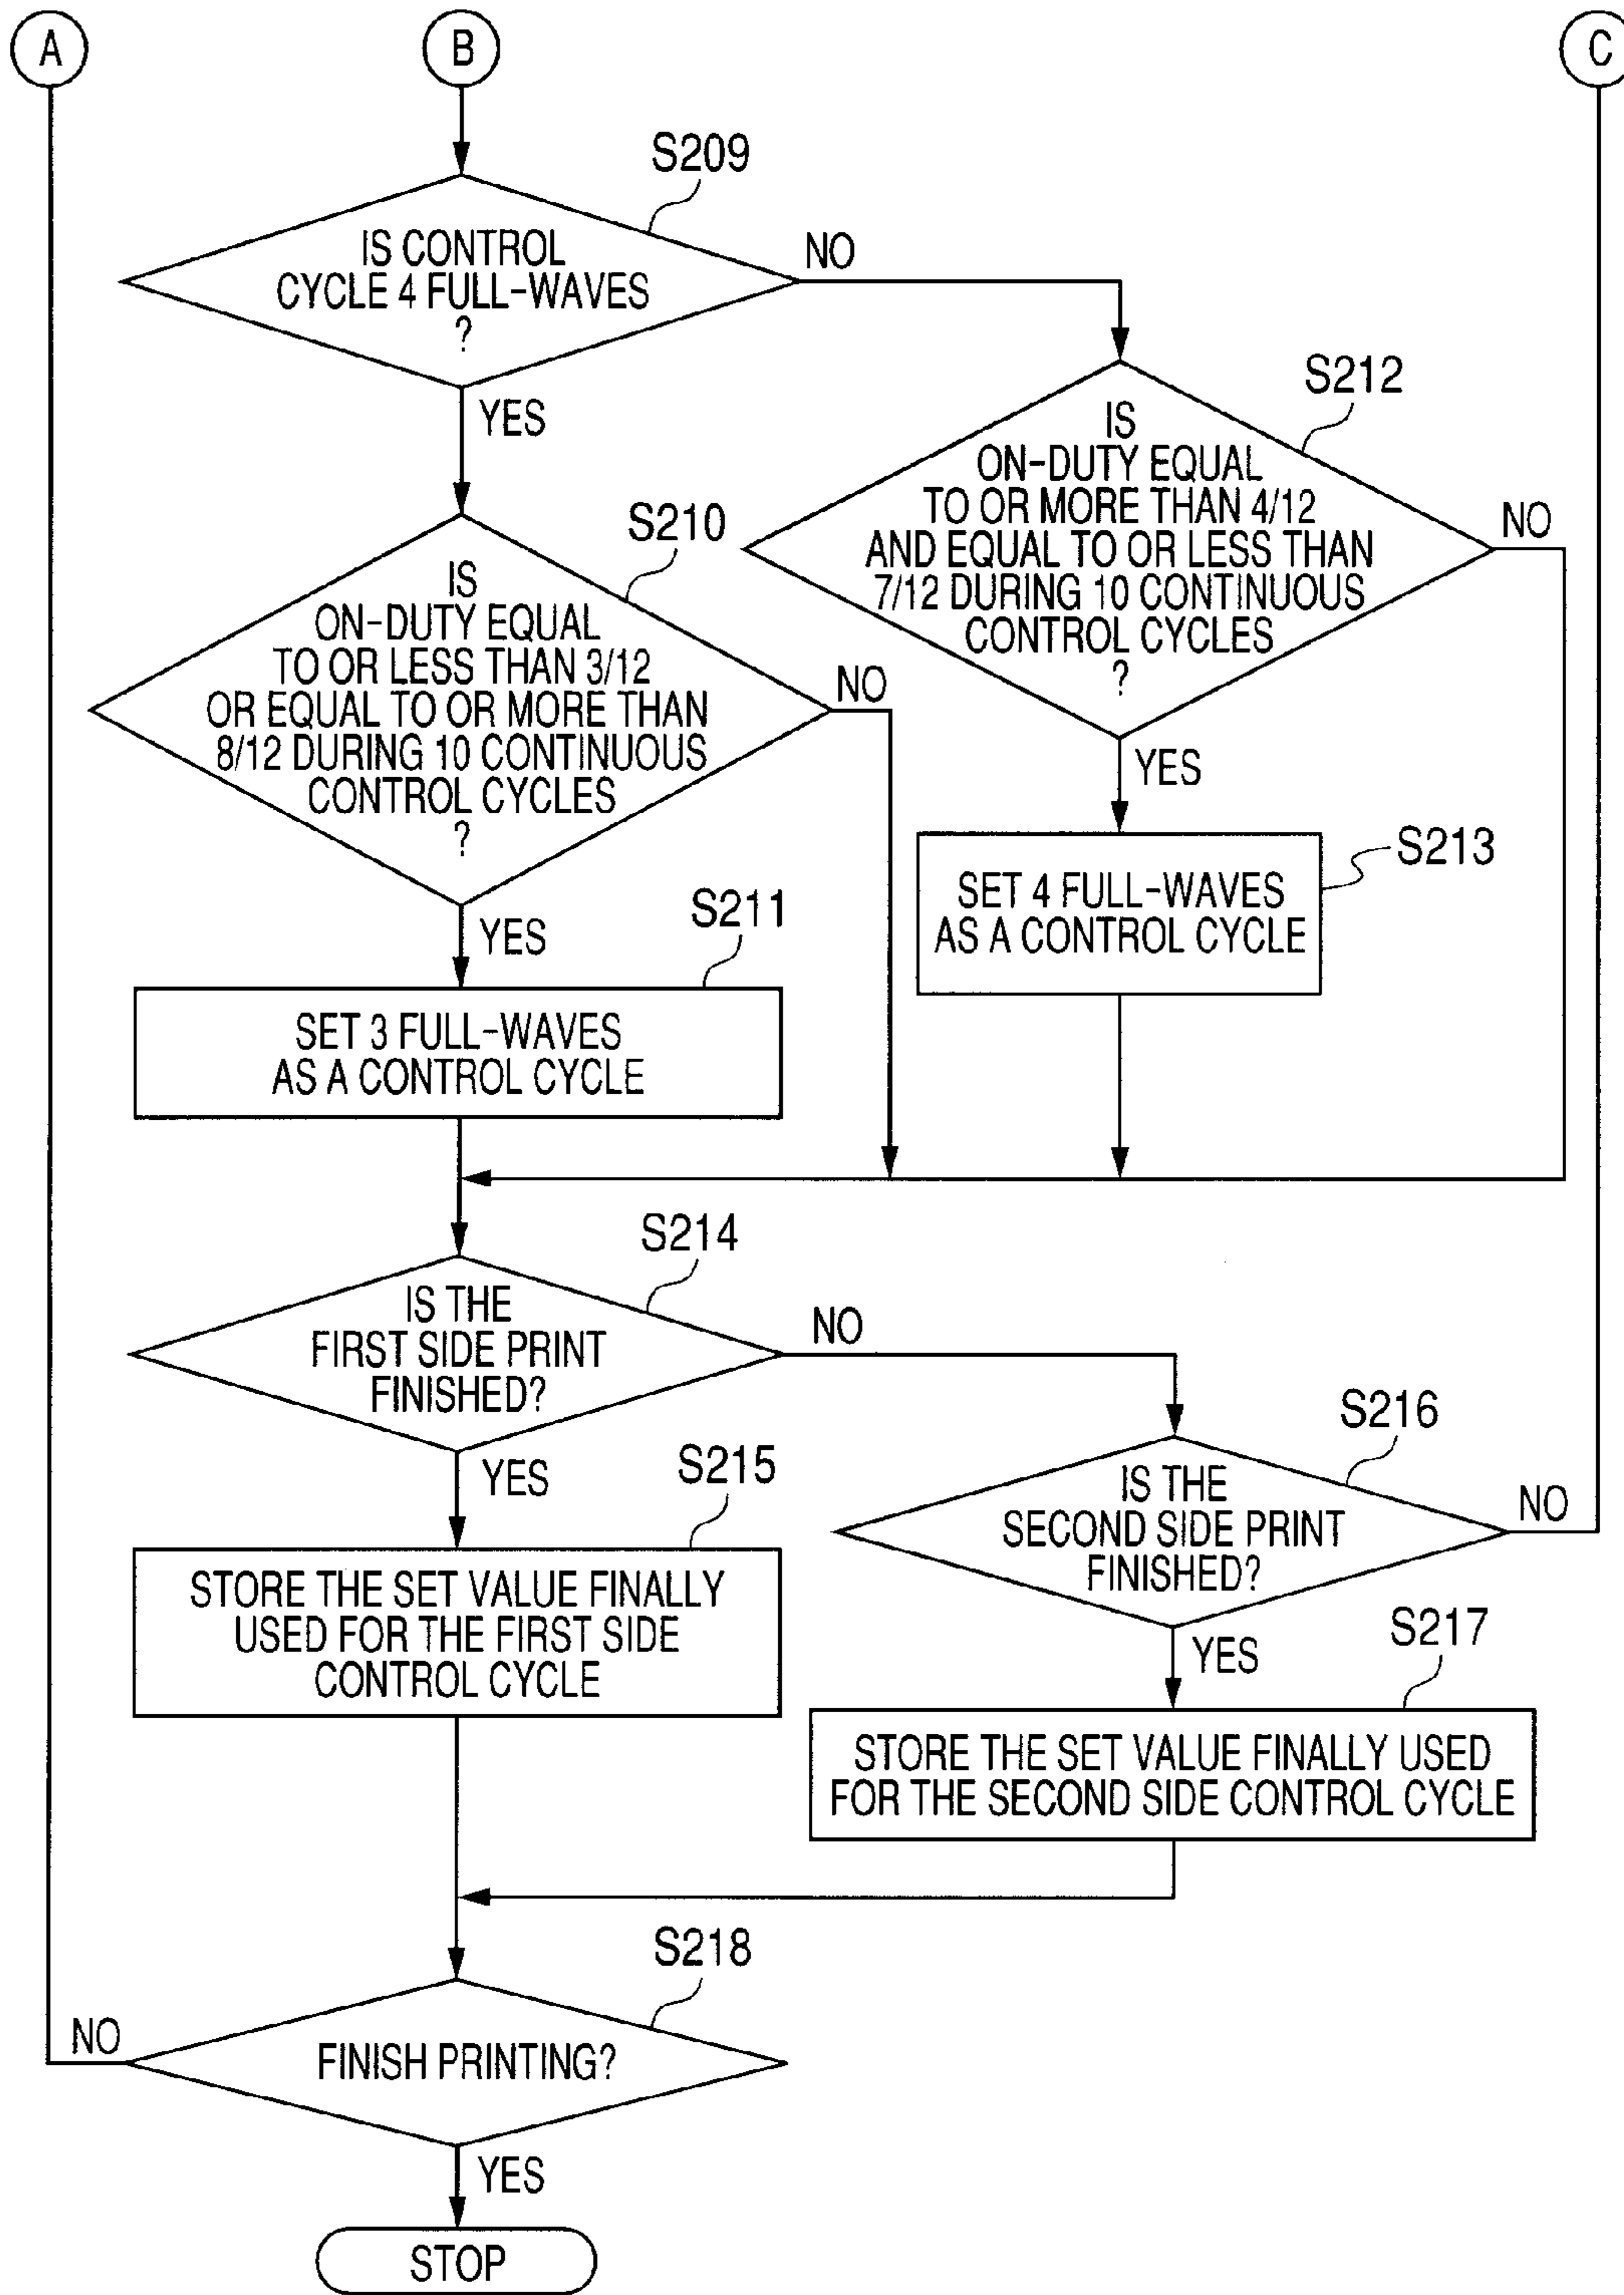 A
B
C
S209
IS CONTROL
CYCLE 4 FULL-WAVES
?
NO
YES
S212
IS
ON-DUTY EQUAL
TO OR MORE THAN 4/12
AND EQUAL TO OR LESS THAN
7/12 DURING 10 CONTINUOUS
CONTROL CYCLES
?
NO
YES
S210
IS
ON-DUTY EQUAL
TO OR LESS THAN 3/12
OR EQUAL TO OR MORE THAN
8/12 DURING 10 CONTINUOUS
CONTROL CYCLES
?
NO
YES
S213
SET 4 FULL-WAVES
AS A CONTROL CYCLE
S211
SET 3 FULL-WAVES
AS A CONTROL CYCLE
S214
IS THE
FIRST SIDE PRINT
FINISHED?
NO
YES
S216
IS THE
SECOND SIDE PRINT
FINISHED?
NO
YES
S215
STORE THE SET VALUE FINALLY
USED FOR THE FIRST SIDE
CONTROL CYCLE
S217
STORE THE SET VALUE FINALLY USED
FOR THE SECOND SIDE CONTROL CYCLE
S218
FINISH PRINTING?
NO
YES
STOP